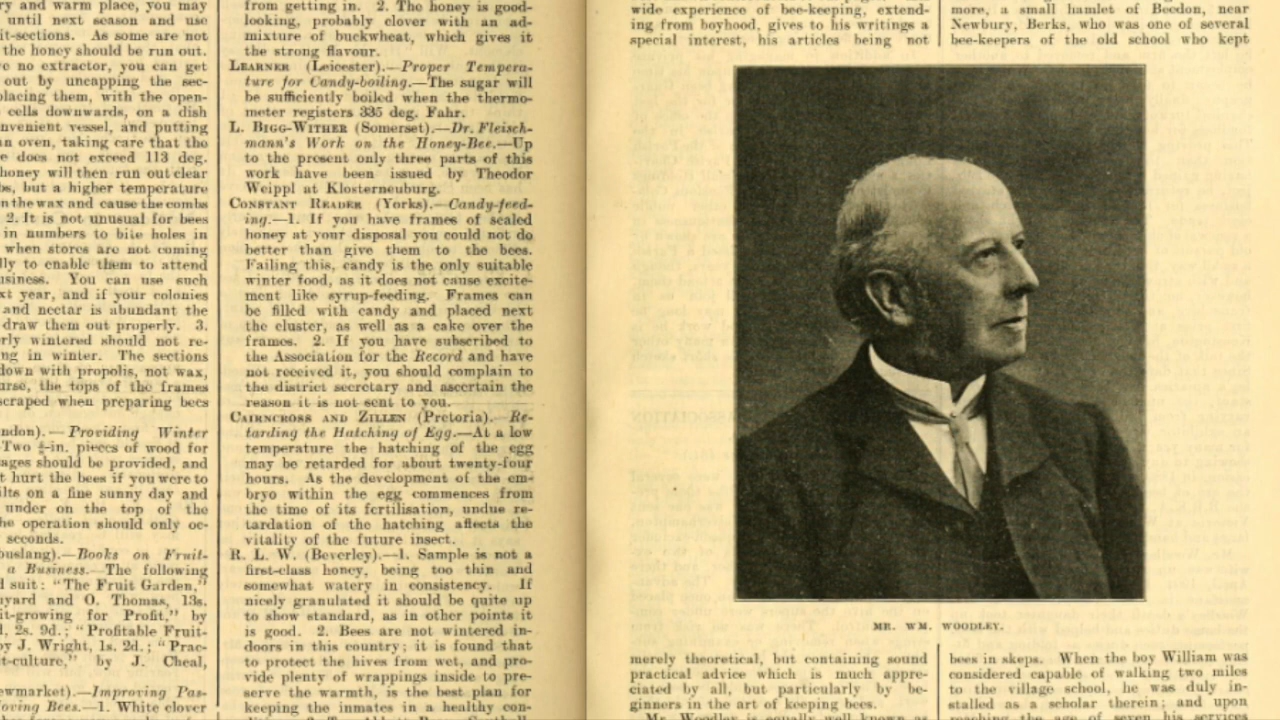 ry and warm place, you may
until next season and use
it-sections. As some are not
the honey should be run out.
e no extractor, you can get
out by uncapping the sec-
placing them, with the open-
cells downwards, on a dish
nvenient vessel, and putting
an oven, taking care that the
e does not exceed 113 deg.
honey will then run out clear
bs, but a higher temperature
n the wax and cause the combs
2. It is not unusual for bees
in numbers to bite holes in
when stores are not coming
lly to enable them to attend
usiness. You can use such
xt year, and if your colonies
and nectar is abundant the
draw them out properly. 3.
rly wintered should not re-
ng in winter. The sections
down with propolis, not wax,
urse, the tops of the frames
scraped when preparing bees
ndon).—Providing Winter
Two -in. pieces of wood for
ages should be provided, and
t hurt the bees if you were to
ilts on a fine sunny day and
under on the top of the
he operation should only oc-
seconds.
buslang).—Books on Fruit-
a Business.—The following
d suit: "The Fruit Garden,"
nyard and O. Thomas, 13s.
it-growing for Profit," by
d, 2s. 9d.; "Profitable Fruit-
by J. Wright, 1s. 2d.; "Prac-
t-culture," by J. Cheal,
ewmarket).—Improving Pas-
oving Bees.—1. White clover
from getting in. 2. The honey is good-
looking, probably clover with an ad-
mixture of buckwheat, which gives it
the strong flavour.
LEARNER (Leicester).—Proper Tempera-
ture for Candy-boiling.—The sugar will
be sufficiently boiled when the thermo-
meter registers 335 deg. Fahr.
L. BIGG-WITHER (Somerset).—Dr. Fleisch-
mann's Work on the Honey-Bee.—Up
to the present only three parts of this
work have been issued by Theodor
Weippl at Klosterneuburg.
CONSTANT READER (Yorks).—Candy-feed-
ing.—1. If you have frames of sealed
honey at your disposal you could not do
better than give them to the bees.
Failing this, candy is the only suitable
winter food, as it does not cause excite-
ment like syrup-feeding. Frames can
be filled with candy and placed next
the cluster, as well as a cake over the
frames. 2. If you have subscribed to
the Association for the Record and have
not received it, you should complain to
the district secretary and ascertain the
reason it is not sent to you.
CAIRNCROSS AND ZILLEN (Pretoria).—Re-
tarding the Hatching of Egg.—At a low
temperature the hatching of the egg
may be retarded for about twenty-four
hours. As the development of the em-
bryo within the egg commences from
the time of its fertilisation, undue re-
tardation of the hatching affects the
vitality of the future insect.
R. L. W. (Beverley).—1. Sample is not a
first-class honey, being too thin and
somewhat watery in consistency. If
nicely granulated it should be quite up
to show standard, as in other points it
is good. 2. Bees are not wintered in-
doors in this country; it is found that
to protect the hives from wet, and pro-
vide plenty of wrappings inside to pre-
serve the warmth, is the best plan for
keeping the inmates in a healthy con-
wide experience of bee-keeping, extend-
ing from boyhood, gives to his writings a
special interest, his articles being not
more, a small hamlet of Beedon, near
Newbury, Berks, who was one of several
bee-keepers of the old school who kept
MR. WM. WOODLEY.
merely theoretical, but containing sound
practical advice which is much appre-
ciated by all, but particularly by be-
ginners in the art of keeping bees.
Mr. Woodley is equally well known as
bees in skeps. When the boy William was
considered capable of walking two miles
to the village school, he was duly in-
stalled as a scholar therein; and upon
reaching the age of seven his services